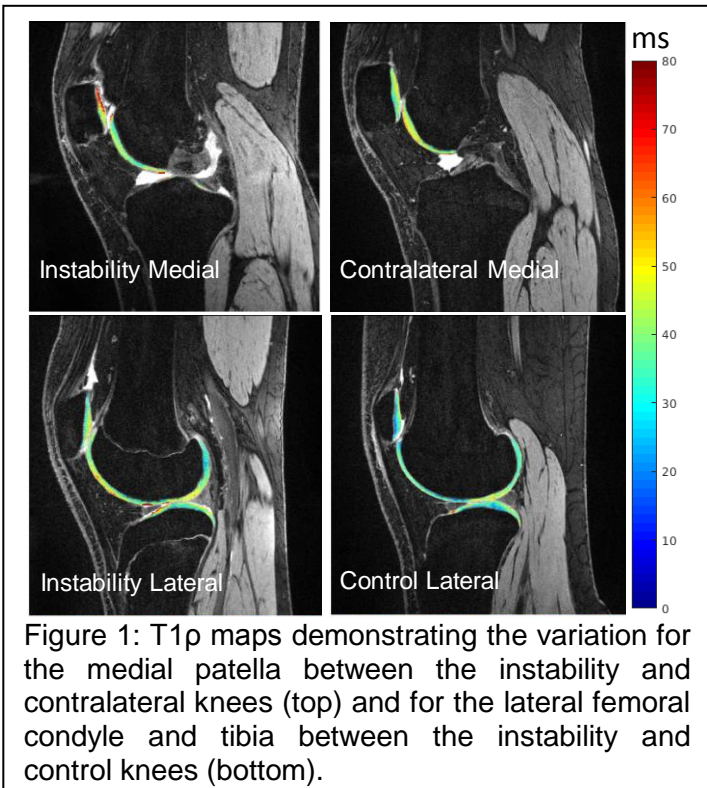 ms
80
70
60
50
40
30
20
10
0
Instability Medial
Contralateral Medial
Instability Lateral
Control Lateral
Figure 1: T1ρ maps demonstrating the variation for
the medial patella between the instability and
contralateral knees (top) and for the lateral femoral
condyle and tibia between the instability and
control knees (bottom).